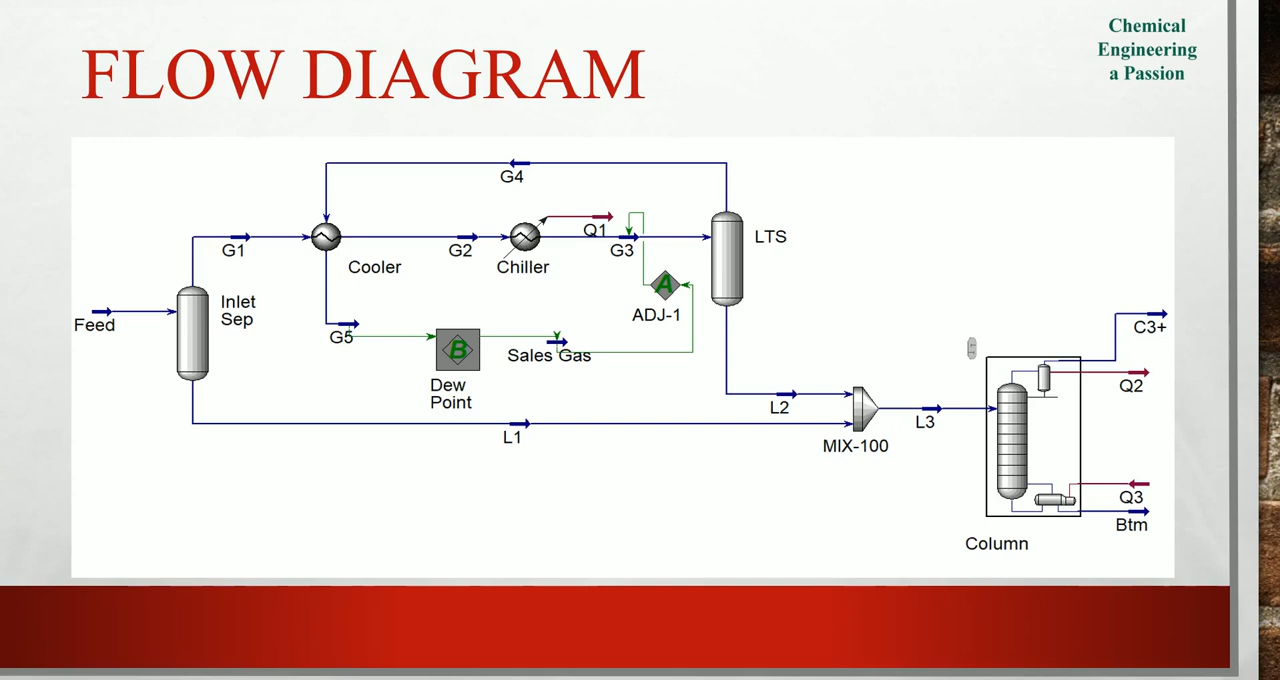 Chemical
Engineering
a Passion
FLOW DIAGRAM
G4
G1
G2
Q1
G3
LTS
Cooler
Chiller
Inlet
Sep
Feed
A
ADJ-1
G5
B
Sales Gas
Dew
Point
C3+
Q2
L2
L1
MIX-100
L3
Q3
Btm
Column